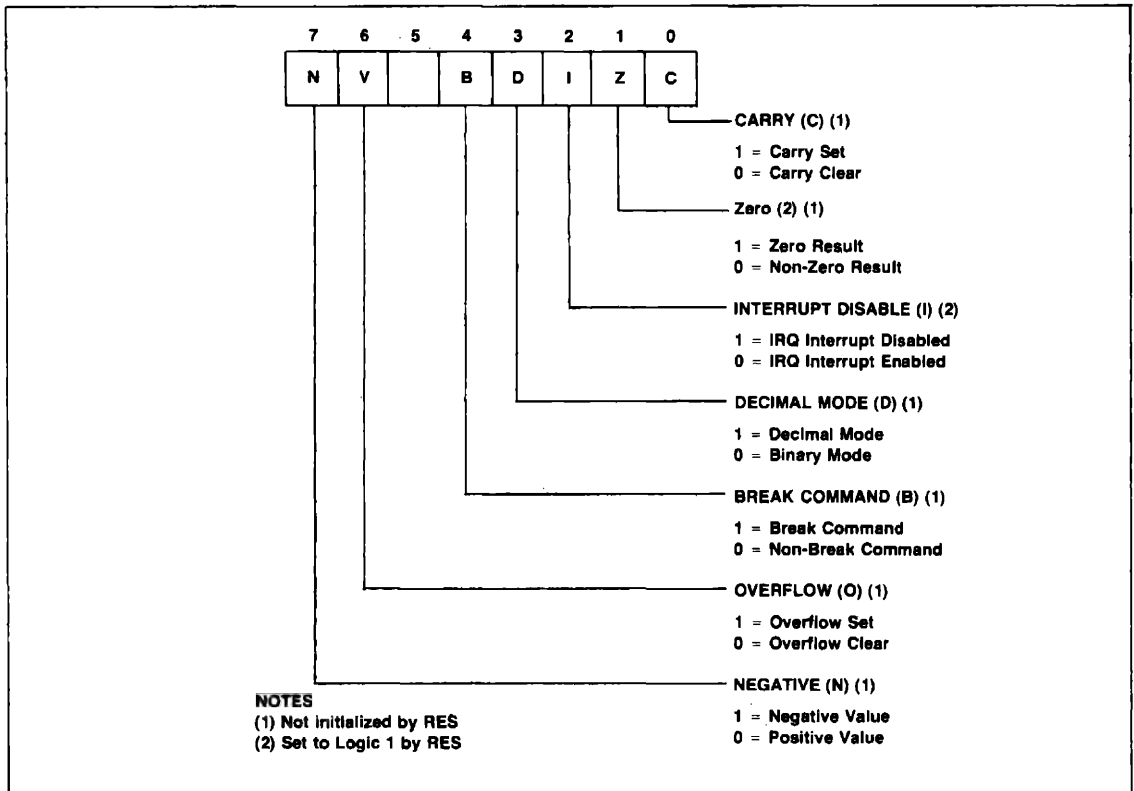 7 6 5 4 3 2 1 0
N V B D I Z C
CARRY (C) (1)
1 = Carry Set
0 = Carry Clear
Zero (2) (1)
1 = Zero Result
0 = Non-Zero Result
INTERRUPT DISABLE (I) (2)
1 = IRQ Interrupt Disabled
0 = IRQ Interrupt Enabled
DECIMAL MODE (D) (1)
1 = Decimal Mode
0 = Binary Mode
BREAK COMMAND (B) (1)
1 = Break Command
0 = Non-Break Command
OVERFLOW (O) (1)
1 = Overflow Set
0 = Overflow Clear
NEGATIVE (N) (1)
1 = Negative Value
0 = Positive Value
NOTES
(1) Not initialized by RES
(2) Set to Logic 1 by RES